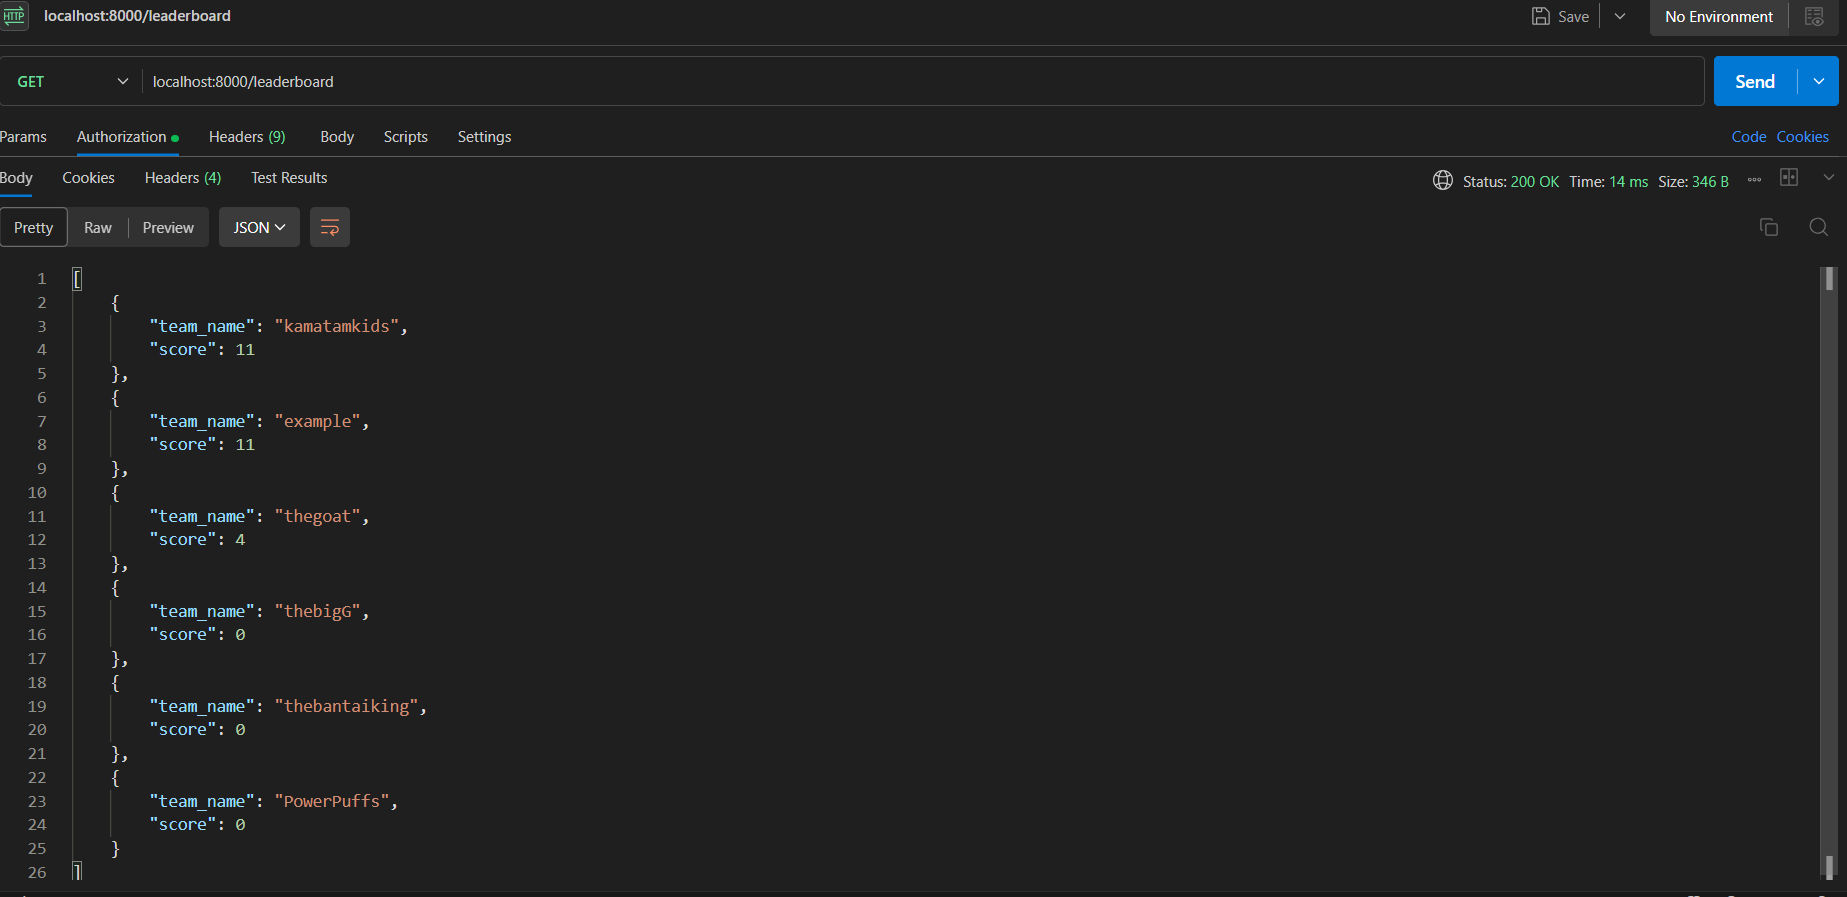 HTTP localhost:8000/leaderboard Save No Environment
GET localhost:8000/leaderboard Send
Params Authorization Headers (9) Body Scripts Settings Code Cookies
Body Cookies Headers (4) Test Results Status: 200 OK Time: 14 ms Size: 346 B
Pretty Raw Preview JSON
1 [
2 {
3 "team_name": "kamatamkids",
4 "score": 11
5 },
6 {
7 "team_name": "example",
8 "score": 11
9 },
10 {
11 "team_name": "thegoat",
12 "score": 4
13 },
14 {
15 "team_name": "thebigG",
16 "score": 0
17 },
18 {
19 "team_name": "thebantaiking",
20 "score": 0
21 },
22 {
23 "team_name": "PowerPuffs",
24 "score": 0
25 }
26 ]